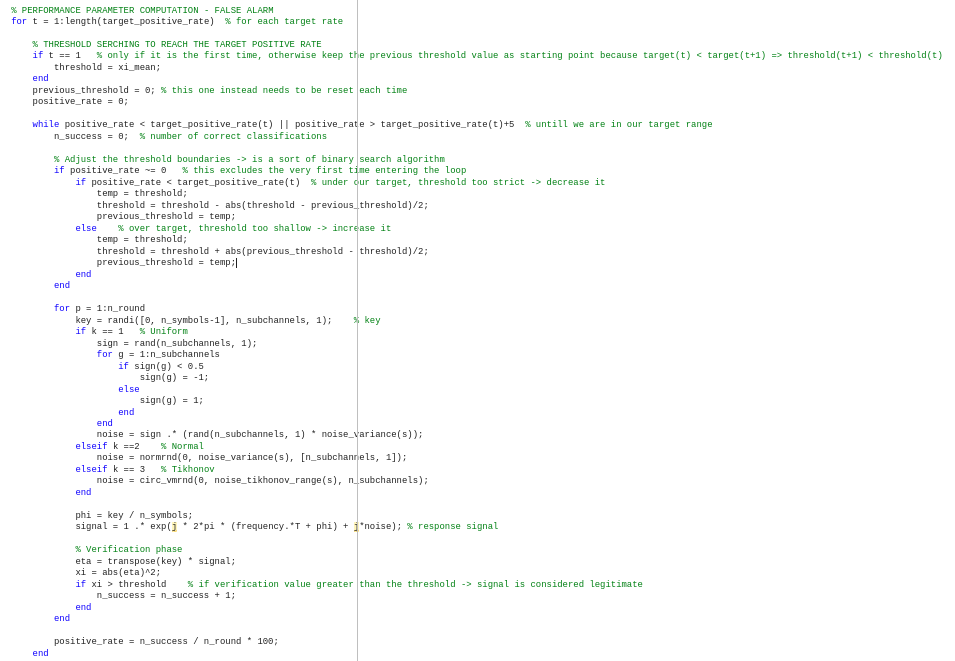 % PERFORMANCE PARAMETER COMPUTATION - FALSE ALARM
for t = 1:length(target_positive_rate)  % for each target rate
% THRESHOLD SERCHING TO REACH THE TARGET POSITIVE RATE
if t == 1   % only if it is the first time, otherwise keep the previous threshold value as starting point because target(t) < target(t+1) => threshold(t+1) < threshold(t)
threshold = xi_mean;
end
previous_threshold = 0; % this one instead needs to be reset each time
positive_rate = 0;
while positive_rate < target_positive_rate(t) || positive_rate > target_positive_rate(t)+5  % untill we are in our target range
n_success = 0;  % number of correct classifications
% Adjust the threshold boundaries -> is a sort of binary search algorithm
if positive_rate ~= 0   % this excludes the very first time entering the loop
if positive_rate < target_positive_rate(t)  % under our target, threshold too strict -> decrease it
temp = threshold;
threshold = threshold - abs(threshold - previous_threshold)/2;
previous_threshold = temp;
else    % over target, threshold too shallow -> increase it
temp = threshold;
threshold = threshold + abs(previous_threshold - threshold)/2;
previous_threshold = temp;
end
end
for p = 1:n_round
key = randi([0, n_symbols-1], n_subchannels, 1);    % key
if k == 1   % Uniform
sign = rand(n_subchannels, 1);
for g = 1:n_subchannels
if sign(g) < 0.5
sign(g) = -1;
else
sign(g) = 1;
end
end
noise = sign .* (rand(n_subchannels, 1) * noise_variance(s));
elseif k ==2    % Normal
noise = normrnd(0, noise_variance(s), [n_subchannels, 1]);
elseif k == 3   % Tikhonov
noise = circ_vmrnd(0, noise_tikhonov_range(s), n_subchannels);
end
phi = key / n_symbols;
signal = 1 .* exp(j * 2*pi * (frequency.*T + phi) + j*noise); % response signal
% Verification phase
eta = transpose(key) * signal;
xi = abs(eta)^2;
if xi > threshold    % if verification value greater than the threshold -> signal is considered legitimate
n_success = n_success + 1;
end
end
positive_rate = n_success / n_round * 100;
end